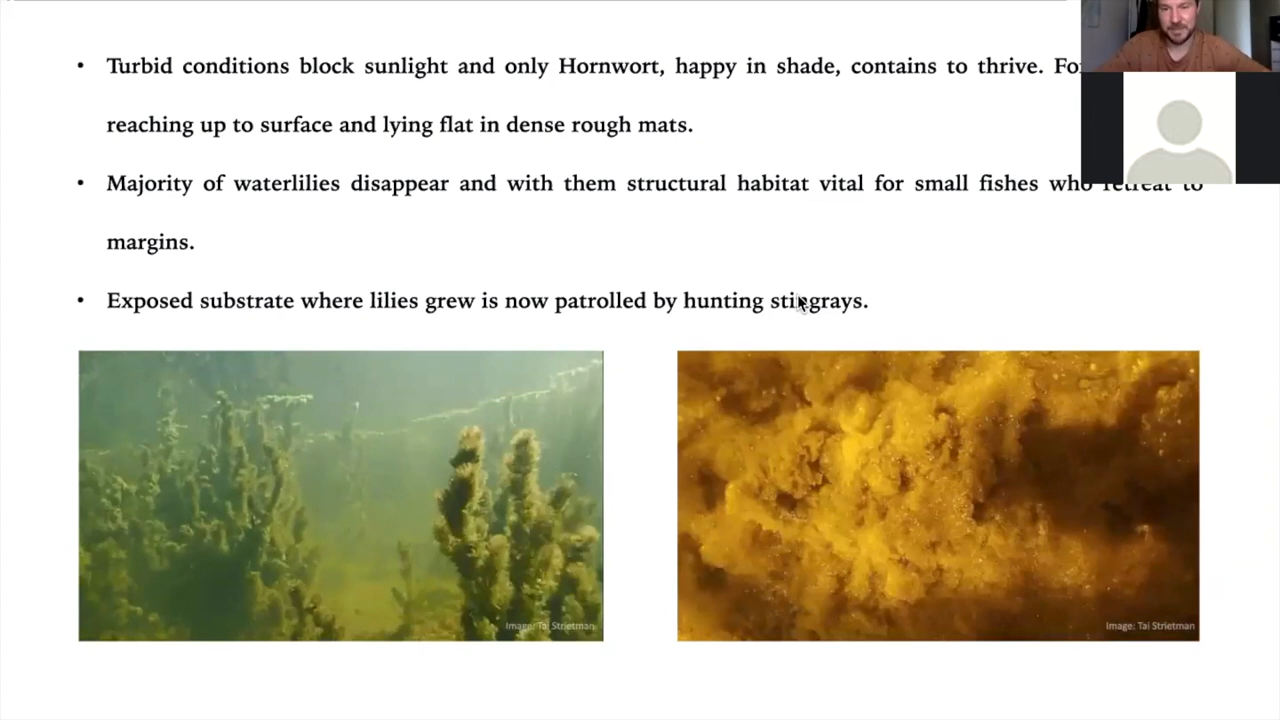 • Turbid conditions block sunlight and only Hornwort, happy in shade, contains to thrive.
reaching up to surface and lying flat in dense rough mats.
• Majority of waterlilies disappear and with them structural habitat vital for small fishes who retreat to
margins.
• Exposed substrate where lilies grew is now patrolled by hunting stingrays.
Image: Tai Strietman
Image: Tai Strietman